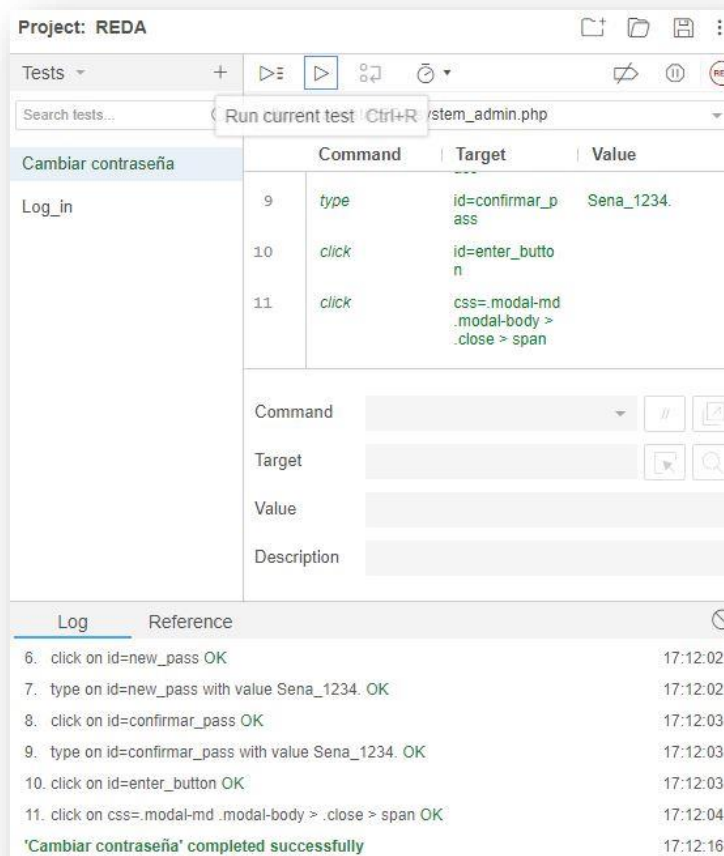 Project: REDA
Tests
Search tests...
Run current test Ctrl+R
stem_admin.php
Cambiar contraseña
Log_in
Command Target Value
9 type id=confirmar_p Sena_1234.
ass
10 click id=enter_butto
n
11 click css=.modal-md
.modal-body >
.close > span
Command
//
Target
Value
Description
Log Reference
6. click on id=new_pass OK 17:12:02
7. type on id=new_pass with value Sena_1234. OK 17:12:02
8. click on id=confirmar_pass OK 17:12:03
9. type on id=confirmar_pass with value Sena_1234. OK 17:12:03
10. click on id=enter_button OK 17:12:03
11. click on css=.modal-md .modal-body > .close > span OK 17:12:04
'Cambiar contraseña' completed successfully 17:12:16